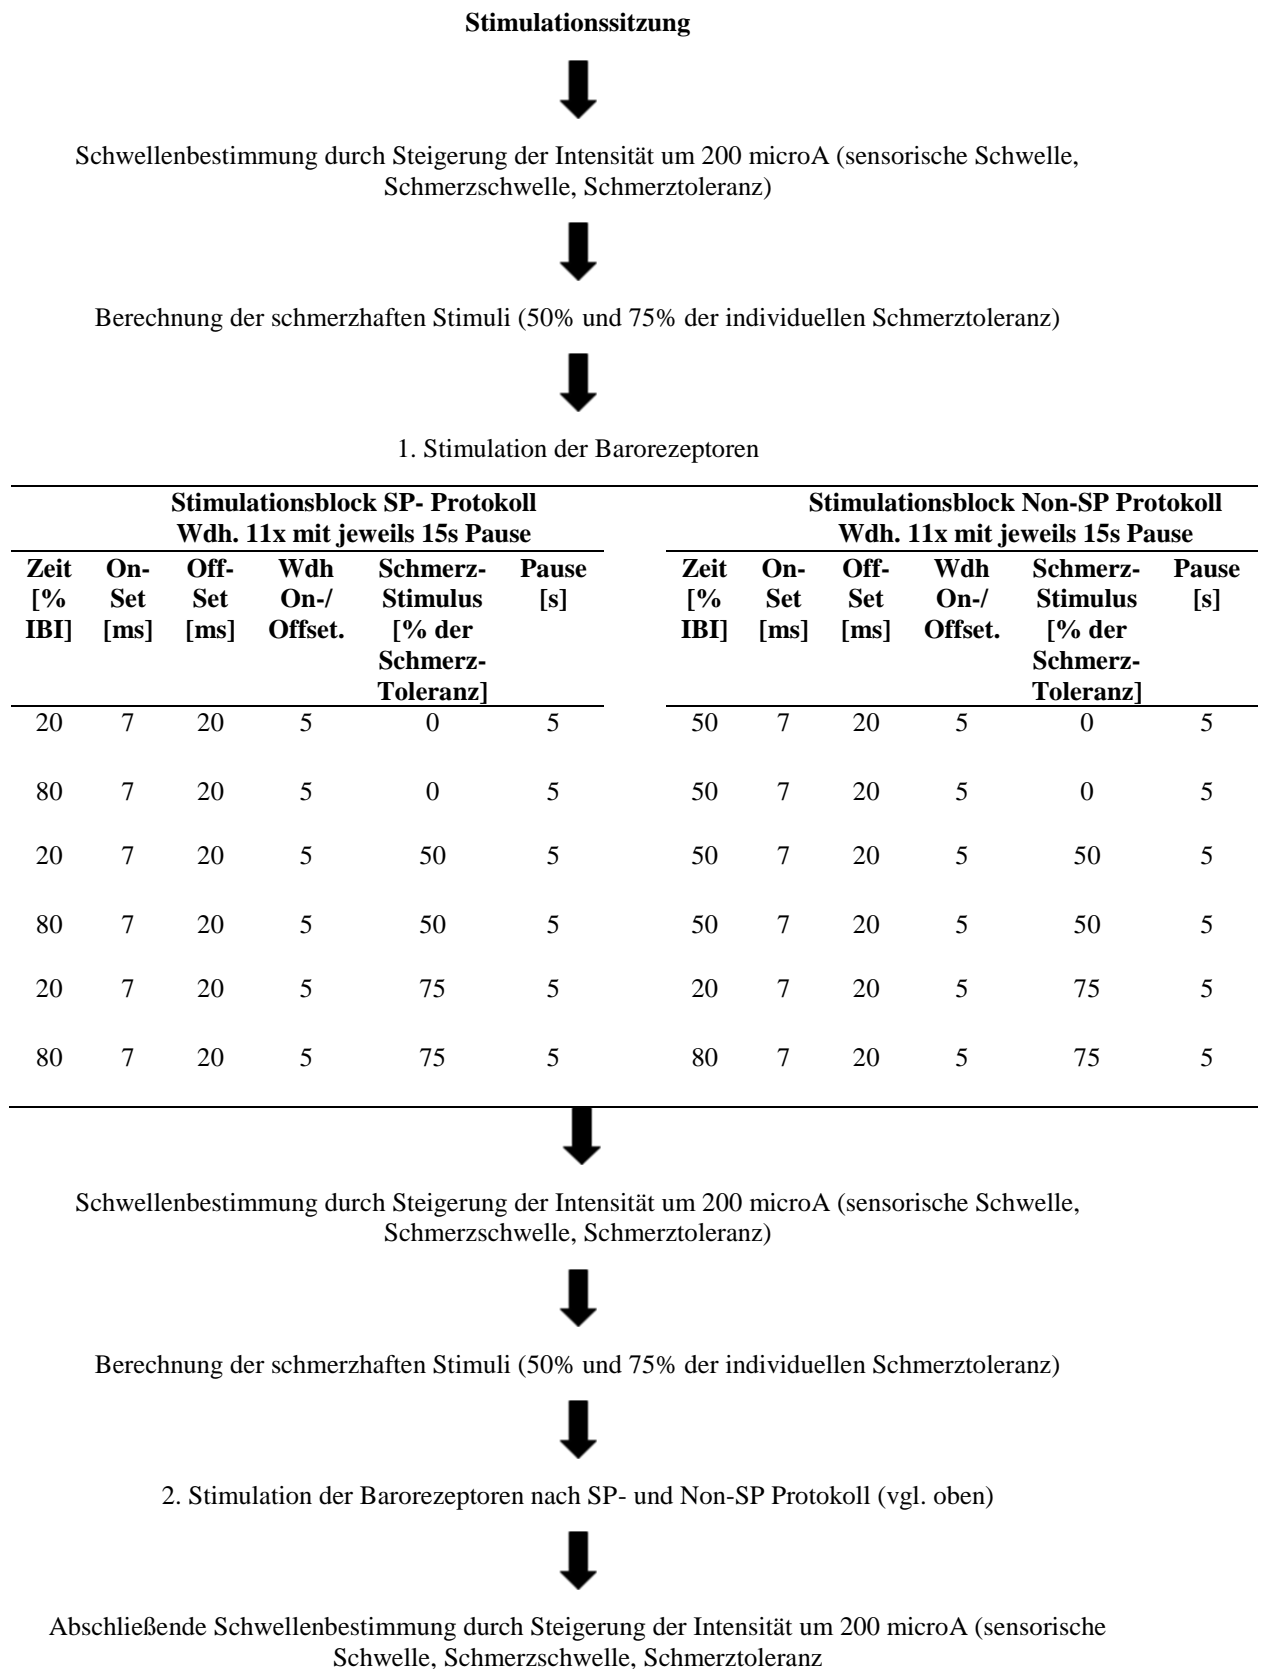 Stimulationssitzung
Schwellenbestimmung durch Steigerung der Intensität um 200 microA (sensorische Schwelle,
Schmerzschwelle, Schmerztoleranz)
Berechnung der schmerzhaften Stimuli (50% und 75% der individuellen Schmerztoleranz)
1. Stimulation der Barorezeptoren
Stimulationsblock SP- Protokoll
Wdh. 11x mit jeweils 15s Pause
Stimulationsblock Non-SP Protokoll
Wdh. 11x mit jeweils 15s Pause
Zeit On- Off- Wdh Schmerz- Pause Zeit On- Off- Wdh Schmerz- Pause
[% Set Set On-/ Stimulus [s] [% Set Set On-/ Stimulus [s]
IBI] [ms] [ms] Offset. [% der IBI] [ms] [ms] Offset. [% der
Schmerz- Schmerz-
Toleranz] Toleranz]
20 7 20 5 0 5 50 7 20 5 0 5
80 7 20 5 0 5 50 7 20 5 0 5
20 7 20 5 50 5 50 7 20 5 50 5
80 7 20 5 50 5 50 7 20 5 50 5
20 7 20 5 75 5 20 7 20 5 75 5
80 7 20 5 75 5 80 7 20 5 75 5
Schwellenbestimmung durch Steigerung der Intensität um 200 microA (sensorische Schwelle,
Schmerzschwelle, Schmerztoleranz)
Berechnung der schmerzhaften Stimuli (50% und 75% der individuellen Schmerztoleranz)
2. Stimulation der Barorezeptoren nach SP- und Non-SP Protokoll (vgl. oben)
Abschließende Schwellenbestimmung durch Steigerung der Intensität um 200 microA (sensorische
Schwelle, Schmerzschwelle, Schmerztoleranz